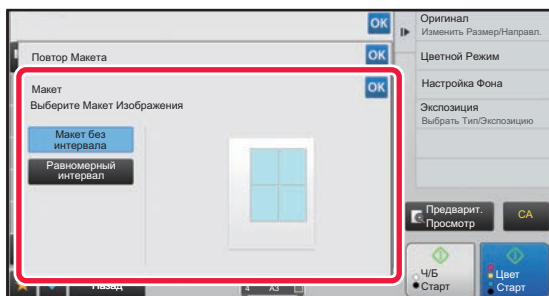 OK
Повтор Макета
OK
Макет
OK
Выберите Макет Изображения
Макет без
интервала
Равномерный
интервал
Назад
4
A3
Оригинал
Изменить Размер/Направл.
Цветной Режим
Настройка Фона
Экспозиция
Выбрать Тип/Экспозицию
Предварит.
Просмотр
CA
Ч/Б
Старт
Цвет
Старт